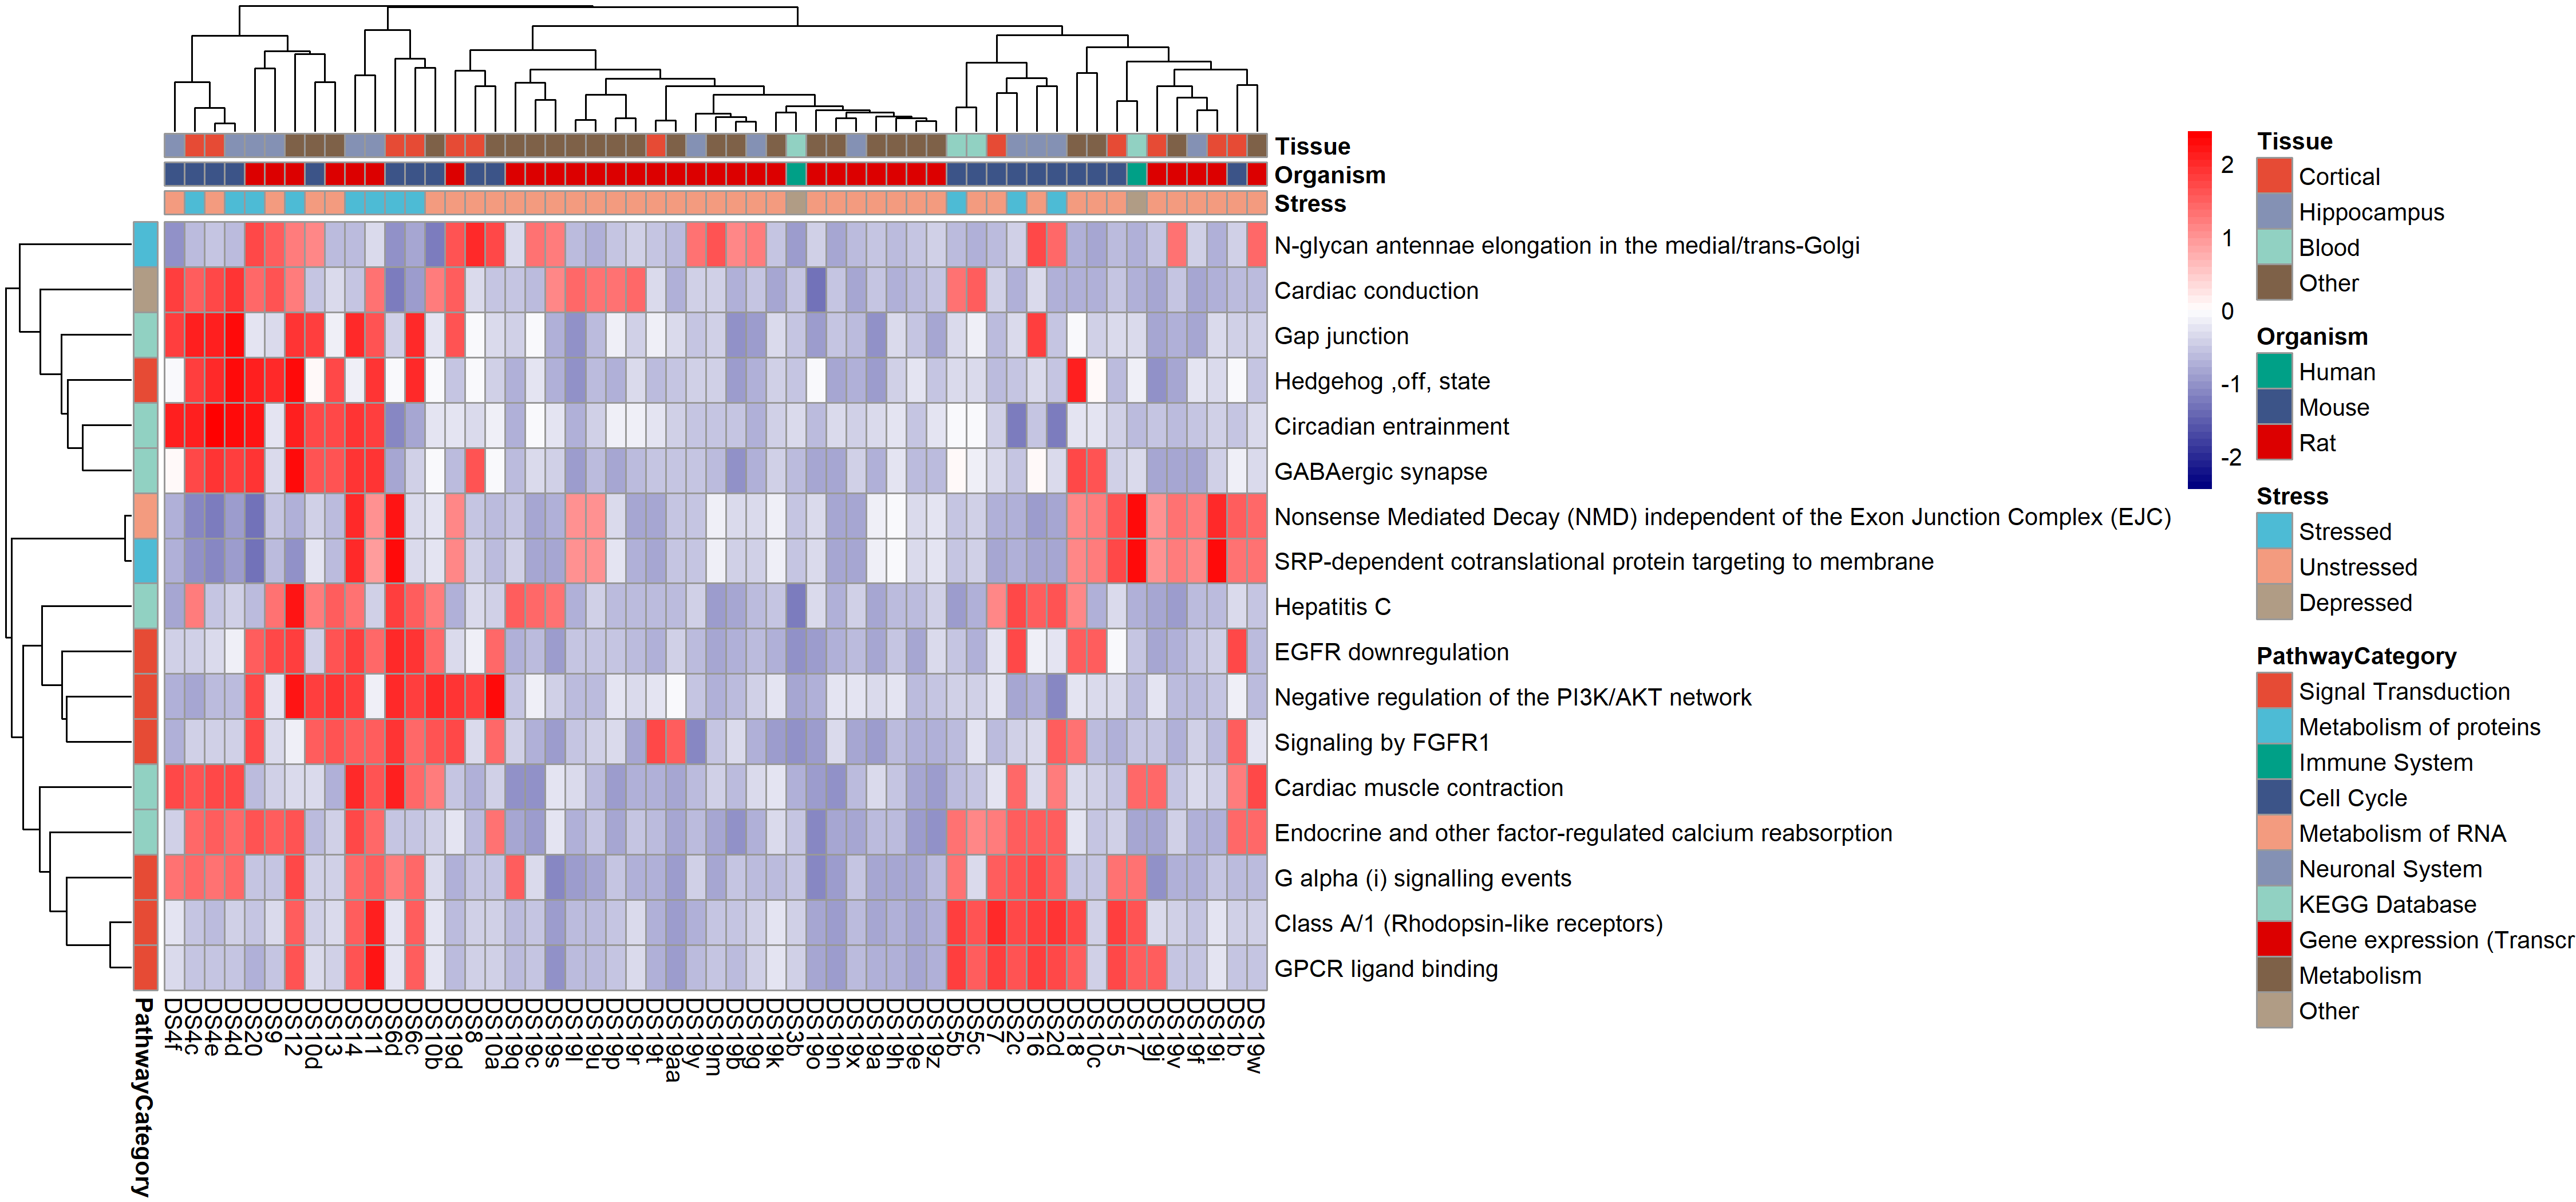 Tissue
Organism
Stress
N-glycan antennae elongation in the medial/trans-Golgi
Cardiac conduction
Gap junction
Hedgehog ,off, state
Circadian entrainment
GABAergic synapse
Nonsense Mediated Decay (NMD) independent of the Exon Junction Complex (EJC)
SRP-dependent cotranslational protein targeting to membrane
Hepatitis C
EGFR downregulation
Negative regulation of the PI3K/AKT network
Signaling by FGFR1
Cardiac muscle contraction
Endocrine and other factor-regulated calcium reabsorption
G alpha (i) signalling events
Class A/1 (Rhodopsin-like receptors)
GPCR ligand binding
PathwayCategory
DS4f
DS4c
DS4e
DS4d
DS20
DS9
DS12
DS10d
DS13
DS14
DS11
DS6d
DS6c
DS10b
DS19d
DS8
DS10a
DS19q
DS19c
DS19s
DS19l
DS19u
DS19p
DS19r
DS19t
DS19aa
DS19y
DS19m
DS19b
DS19g
DS19k
DS3b
DS19o
DS19n
DS19x
DS19a
DS19h
DS19e
DS19z
DS5b
DS5c
DS7
DS2c
DS16
DS2d
DS18
DS10c
DS15
DS17
DS19j
DS19v
DS19f
DS19i
DS1b
DS19w
2
1
0
-1
-2
Tissue
Cortical
Hippocampus
Blood
Other
Organism
Human
Mouse
Rat
Stress
Stressed
Unstressed
Depressed
PathwayCategory
Signal Transduction
Metabolism of proteins
Immune System
Cell Cycle
Metabolism of RNA
Neuronal System
KEGG Database
Gene expression (Transcr
Metabolism
Other